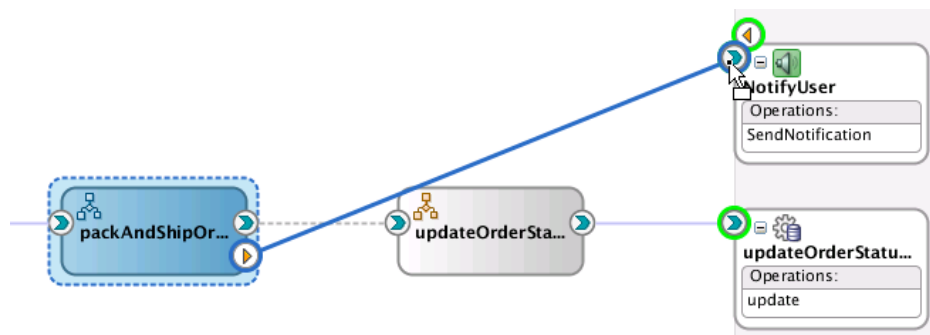 NotifyUser
Operations:
SendNotification
packAndShipOr...
updateOrderSta...
updateOrderStatu...
Operations:
update